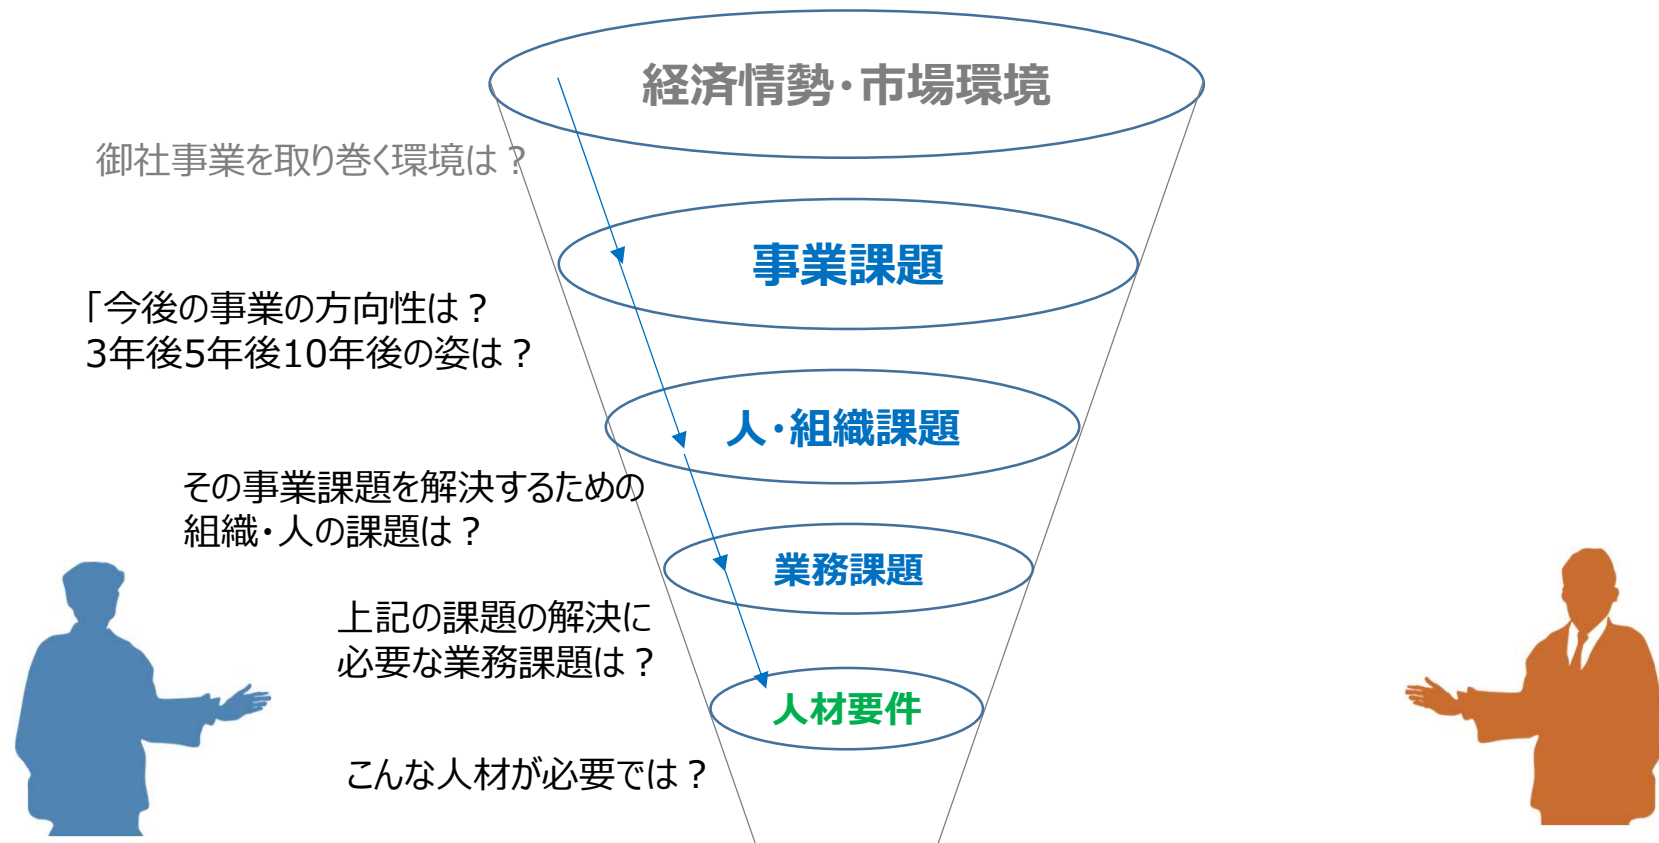 経済情勢・市場環境
御社事業を取り巻く環境は？
事業課題
「今後の事業の方向性は？
3年後5年後10年後の姿は？
人・組織課題
その事業課題を解決するための
組織・人の課題は？
業務課題
上記の課題の解決に
必要な業務課題は？
人材要件
こんな人材が必要では？